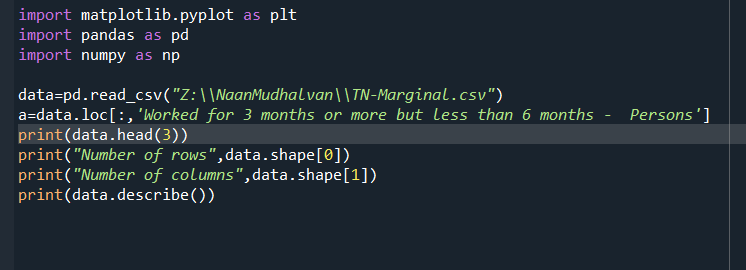 import matplotlib.pyplot as plt
import pandas as pd
import numpy as np
data=pd.read_csv("Z:\\NaanMudhalvan\\TN-Marginal.csv")
a=data.loc[:,'Worked for 3 months or more but less than 6 months -  Persons']
print(data.head(3))
print("Number of rows",data.shape[0])
print("Number of columns",data.shape[1])
print(data.describe())